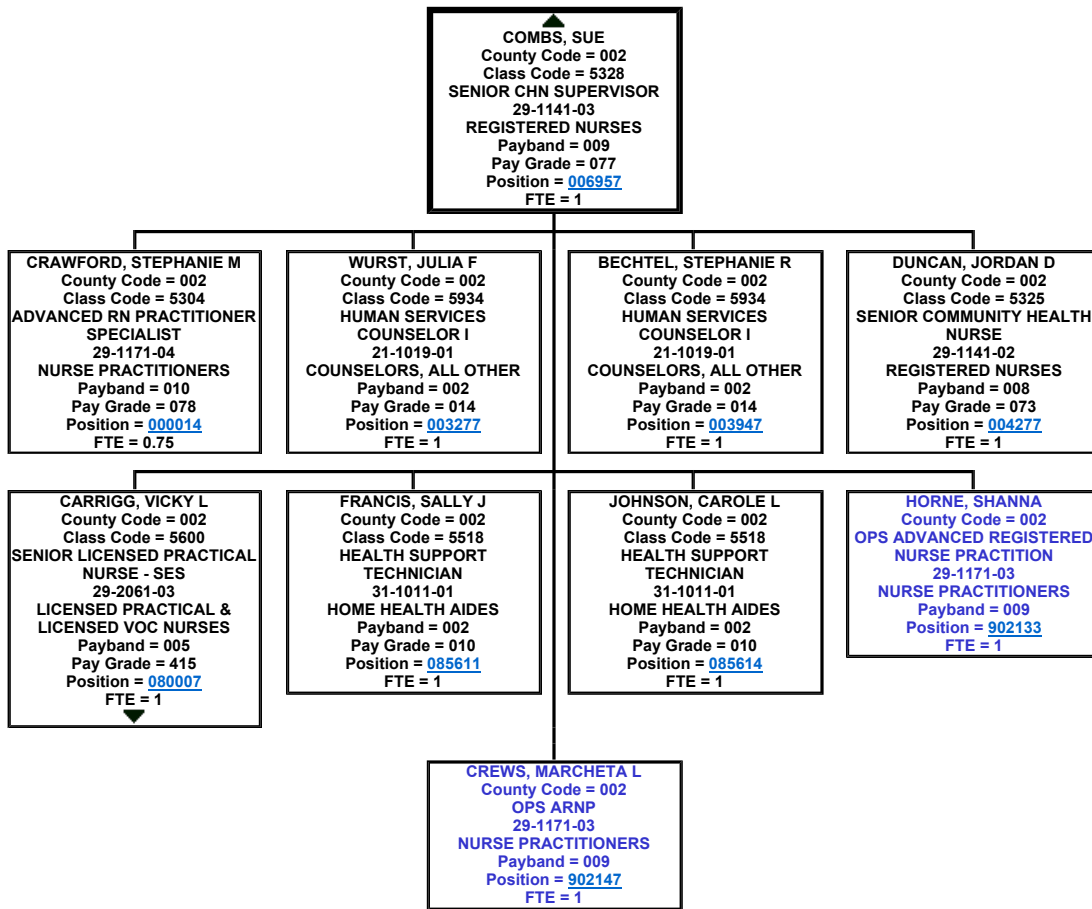 COMBS, SUE
County Code = 002
Class Code = 5328
SENIOR CHN SUPERVISOR
29-1141-03
REGISTERED NURSES
Payband = 009
Pay Grade = 077
Position = 006957
FTE = 1
CRAWFORD, STEPHANIE M
County Code = 002
Class Code = 5304
ADVANCED RN PRACTITIONER
SPECIALIST
29-1171-04
NURSE PRACTITIONERS
Payband = 010
Pay Grade = 078
Position = 000014
FTE = 0.75
WURST, JULIA F
County Code = 002
Class Code = 5934
HUMAN SERVICES
COUNSELOR I
21-1019-01
COUNSELORS, ALL OTHER
Payband = 002
Pay Grade = 014
Position = 003277
FTE = 1
BECHTEL, STEPHANIE R
County Code = 002
Class Code = 5934
HUMAN SERVICES
COUNSELOR I
21-1019-01
COUNSELORS, ALL OTHER
Payband = 002
Pay Grade = 014
Position = 003947
FTE = 1
DUNCAN, JORDAN D
County Code = 002
Class Code = 5325
SENIOR COMMUNITY HEALTH
NURSE
29-1141-02
REGISTERED NURSES
Payband = 008
Pay Grade = 073
Position = 004277
FTE = 1
CARRIGG, VICKY L
County Code = 002
Class Code = 5600
SENIOR LICENSED PRACTICAL
NURSE - SES
29-2061-03
LICENSED PRACTICAL &
LICENSED VOC NURSES
Payband = 005
Pay Grade = 415
Position = 080007
FTE = 1
FRANCIS, SALLY J
County Code = 002
Class Code = 5518
HEALTH SUPPORT
TECHNICIAN
31-1011-01
HOME HEALTH AIDES
Payband = 002
Pay Grade = 010
Position = 085611
FTE = 1
JOHNSON, CAROLE L
County Code = 002
Class Code = 5518
HEALTH SUPPORT
TECHNICIAN
31-1011-01
HOME HEALTH AIDES
Payband = 002
Pay Grade = 010
Position = 085614
FTE = 1
HORNE, SHANNA
County Code = 002
OPS ADVANCED REGISTERED
NURSE PRACTITION
29-1171-03
NURSE PRACTITIONERS
Payband = 009
Position = 902133
FTE = 1
CREWS, MARCHETA L
County Code = 002
OPS ARNP
29-1171-03
NURSE PRACTITIONERS
Payband = 009
Position = 902147
FTE = 1